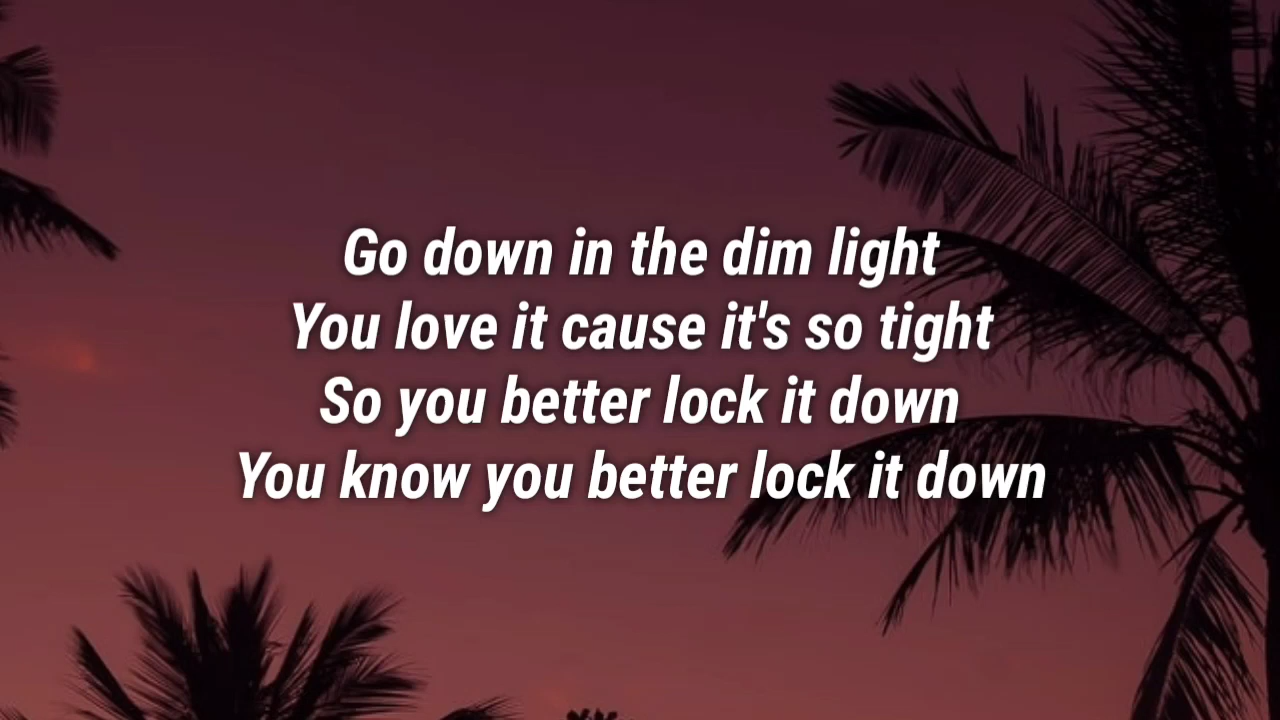 Go down in the dim light
You love it cause it's so tight
So you better lock it down
You know you better lock it down